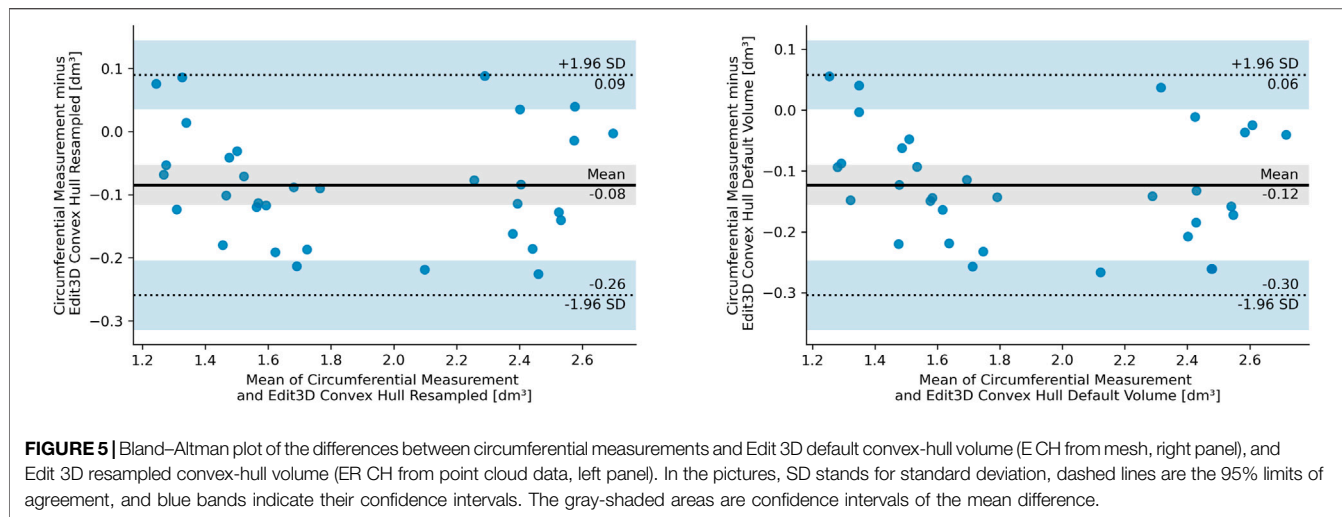 Circumferential Measurement minus
Edit3D Convex Hull Resampled [dm³]
0.1
0.0
−0.1
−0.2
−0.3
+1.96 SD
0.09
Mean
-0.08
-0.26
-1.96 SD
1.2 1.4 1.6 1.8 2.0 2.2 2.4 2.6
Mean of Circumferential Measurement
and Edit3D Convex Hull Resampled [dm³]
Circumferential Measurement minus
Edit3D Convex Hull Default Volume [dm³]
0.1
0.0
−0.1
−0.2
−0.3
+1.96 SD
0.06
Mean
-0.12
-0.30
-1.96 SD
1.2 1.4 1.6 1.8 2.0 2.2 2.4 2.6
Mean of Circumferential Measurement
and Edit3D Convex Hull Default Volume [dm³]
FIGURE 5 | Bland–Altman plot of the differences between circumferential measurements and Edit 3D default convex-hull volume (E CH from mesh, right panel), and
Edit 3D resampled convex-hull volume (ER CH from point cloud data, left panel). In the pictures, SD stands for standard deviation, dashed lines are the 95% limits of
agreement, and blue bands indicate their confidence intervals. The gray-shaded areas are confidence intervals of the mean difference.